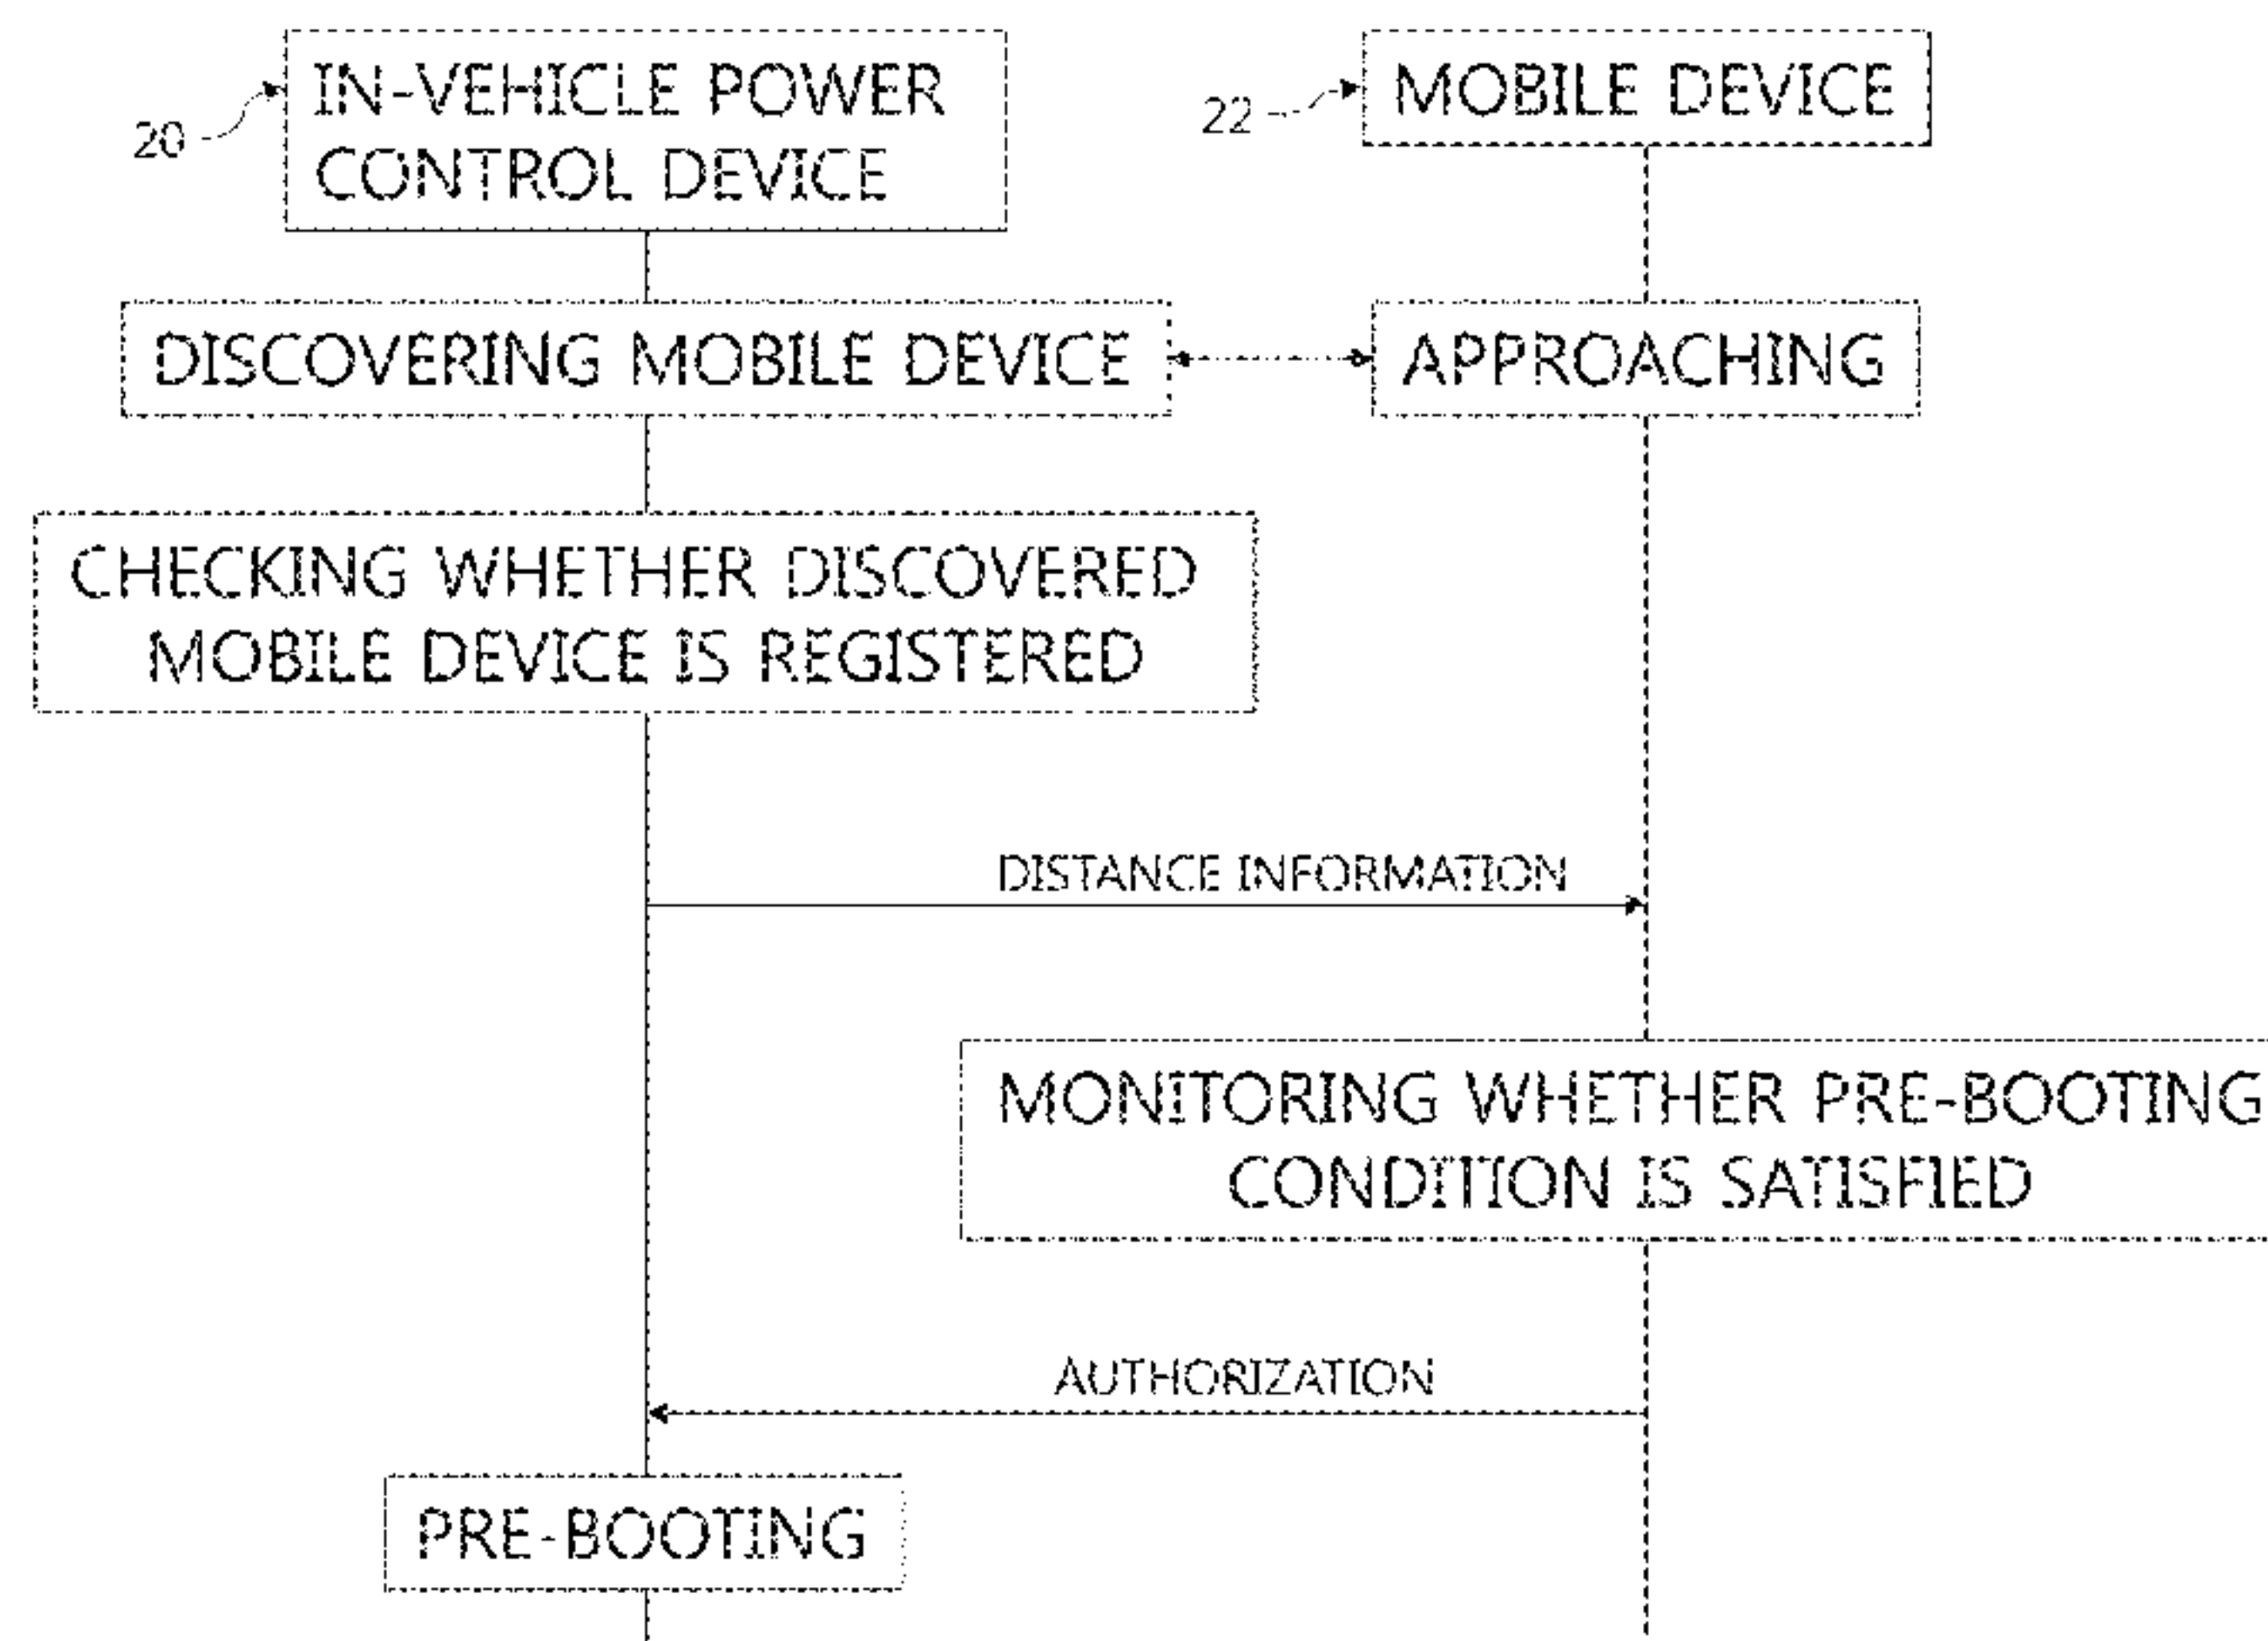 20
IN-VEHICLE POWER
CONTROL DEVICE
22
MOBILE DEVICE
DISCOVERING MOBILE DEVICE
APPROACHING
CHECKING WHETHER DISCOVERED
MOBILE DEVICE IS REGISTERED
DISTANCE INFORMATION
MONITORING WHETHER PRE-BOOTING
CONDITION IS SATISFIED
AUTHORIZATION
PRE-BOOTING